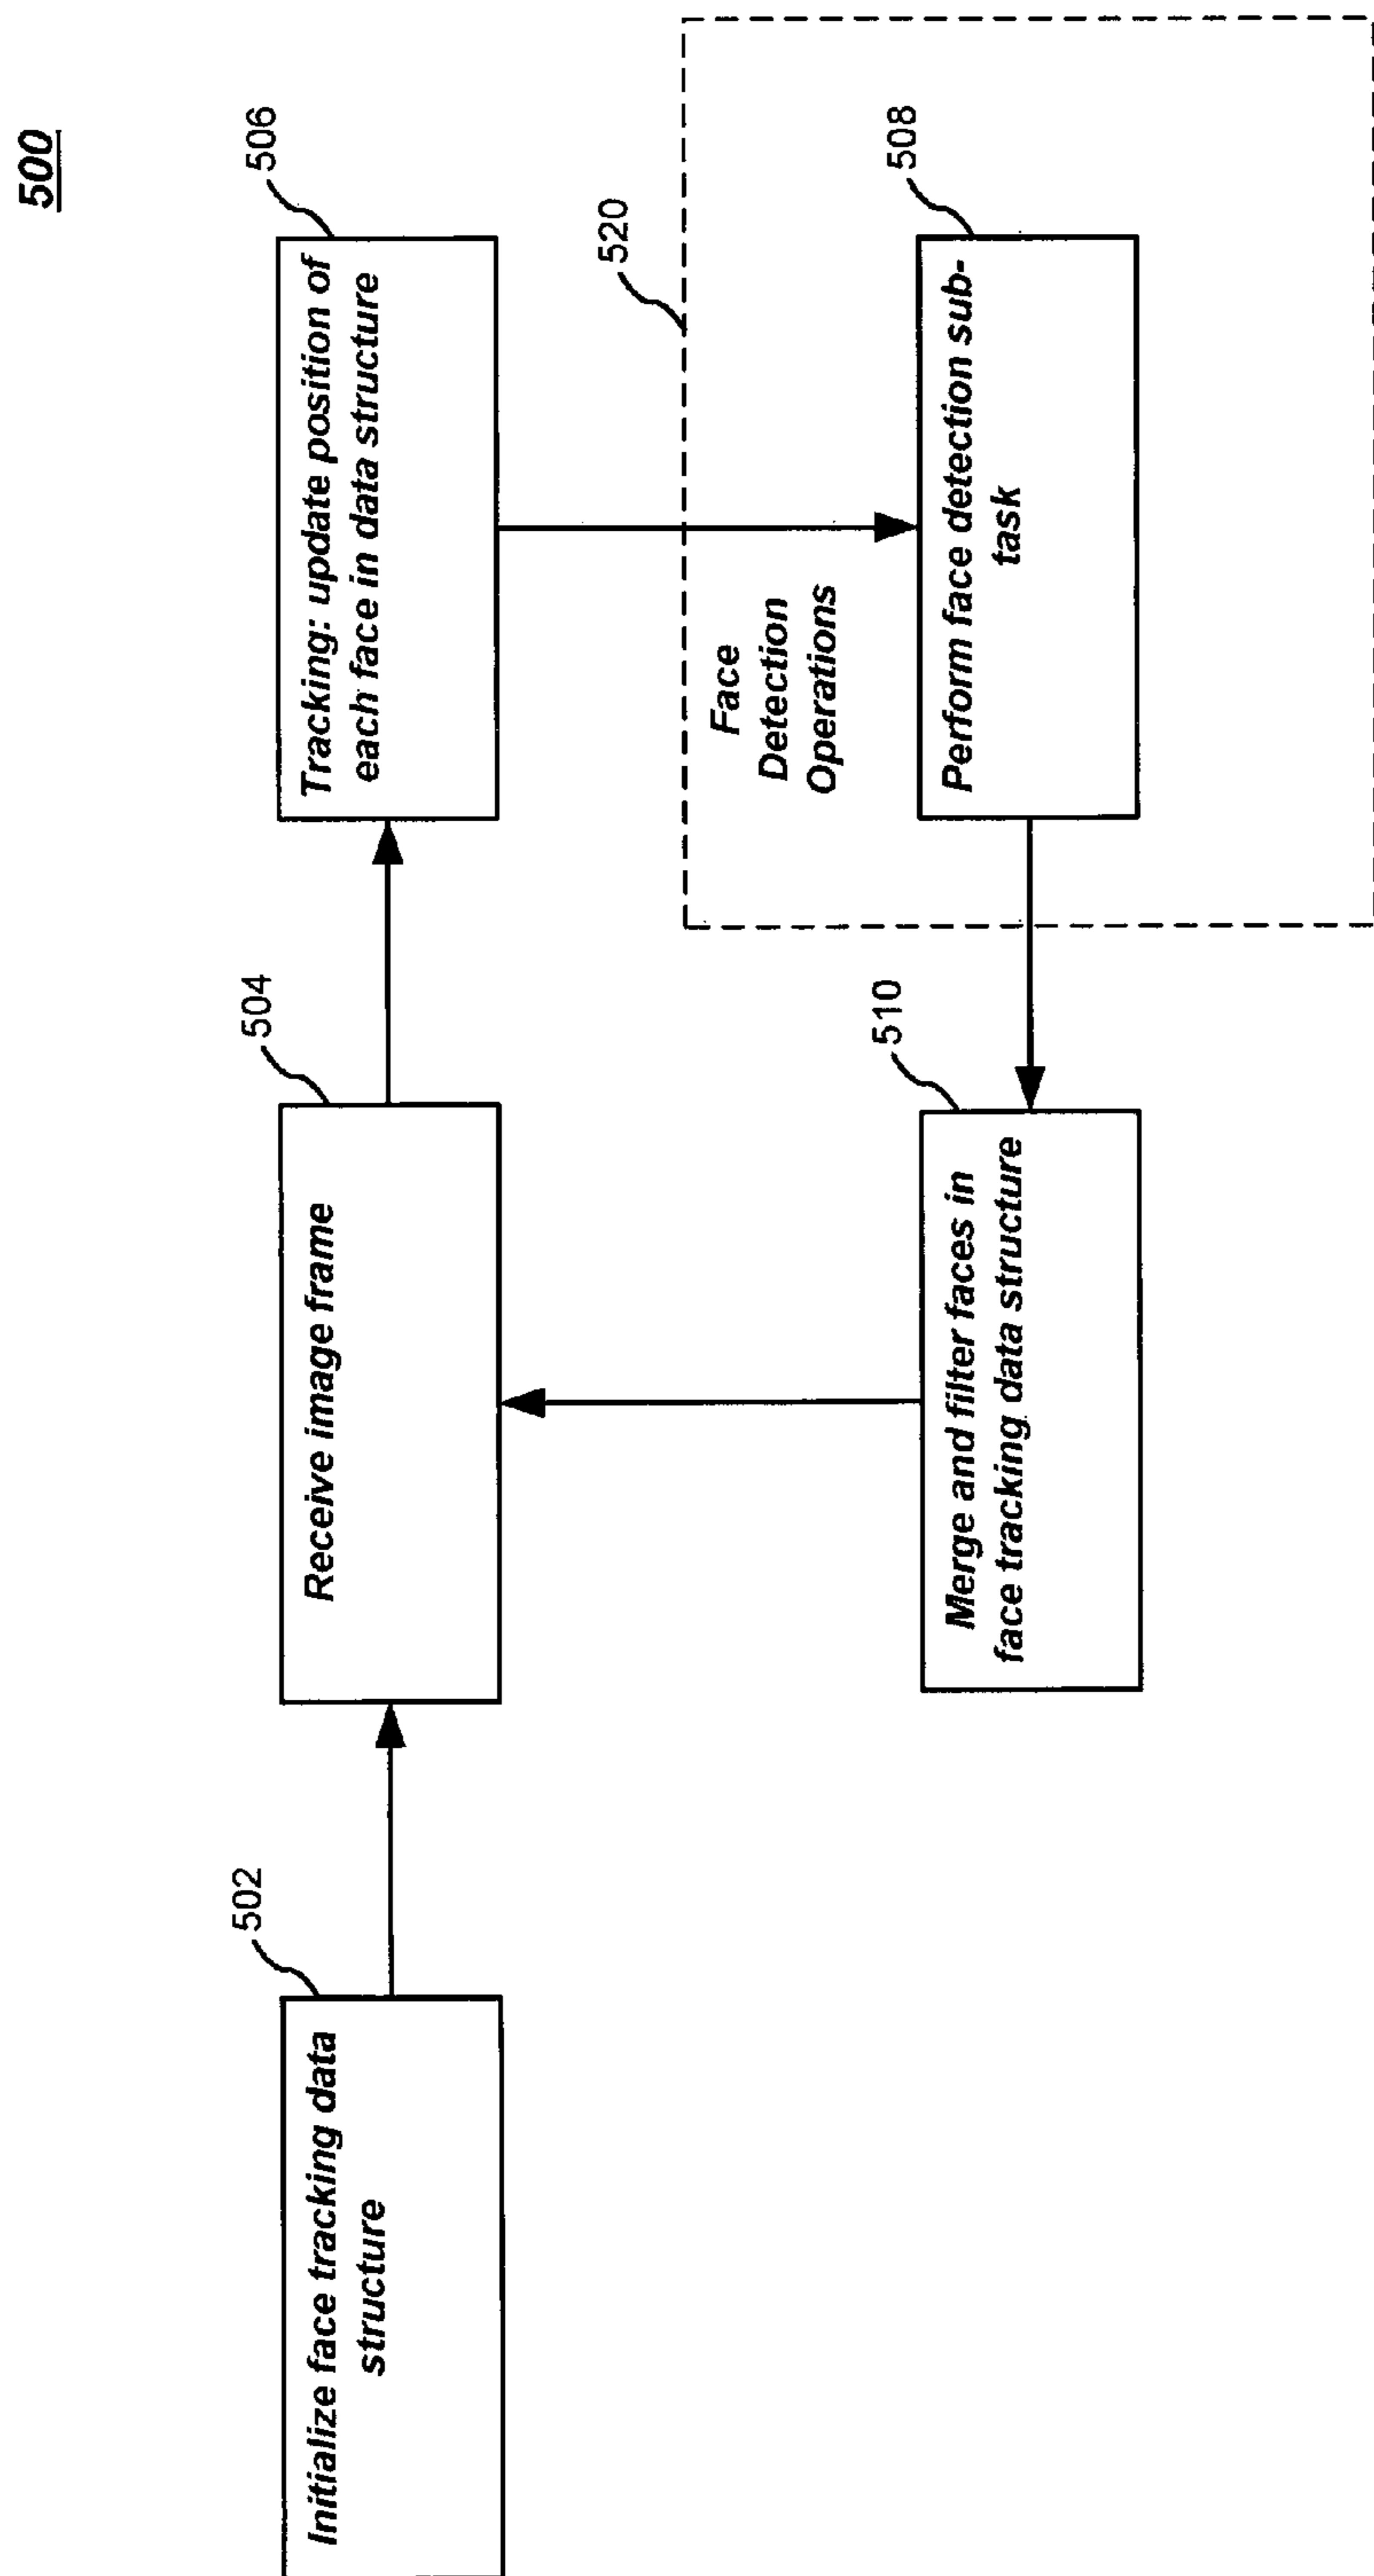 500
502
Initialize face tracking data
structure
504
Receive image frame
506
Tracking: update position of
each face in data structure
520
Face
Detection
Operations
508
Perform face detection sub-
task
510
Merge and filter faces in
face tracking data structure